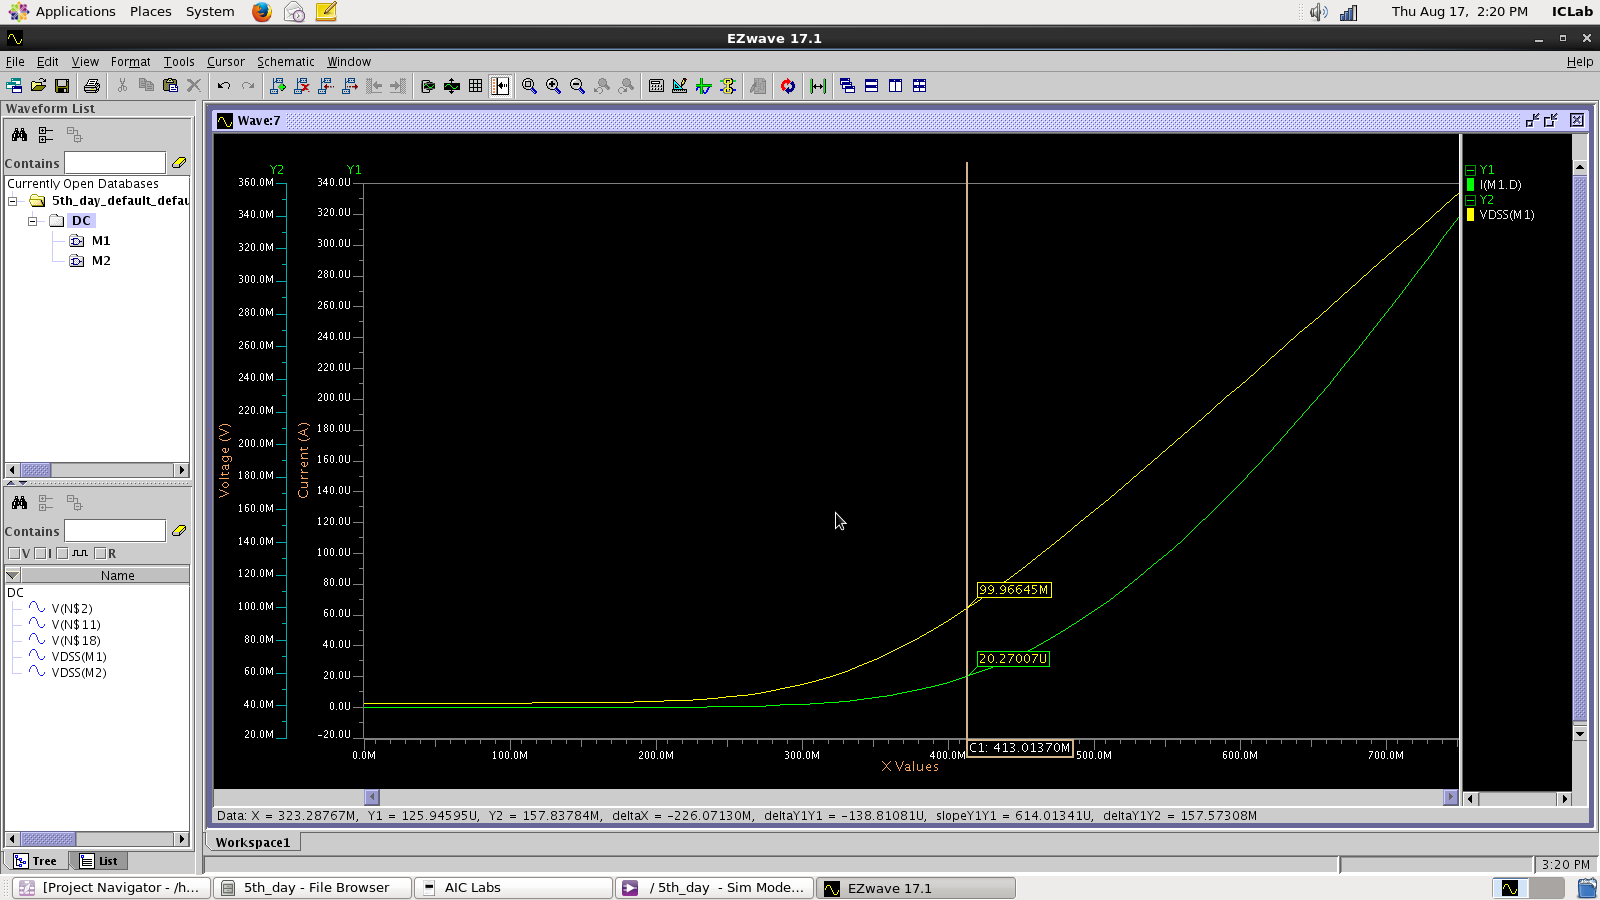 Applications Places System Thu Aug 17, 2:20 PM ICLab
EZwave 17.1
File Edit View Format Tools Cursor Schematic Window Help
Waveform List
Contains
Currently Open Databases
5th_day_default_defau
DC
M1
M2
Contains
V I R
Name
DC
V(N$2)
V(N$11)
V(N$18)
VDSS(M1)
VDSS(M2)
Tree List
Wave:7
Y2 Y1
360.0M
340.0M
320.0M
300.0M
280.0M
260.0M
240.0M
220.0M
200.0M
180.0M
160.0M
140.0M
120.0M
100.0M
80.0M
60.0M
40.0M
20.0M
Voltage (V)
340.0U
320.0U
300.0U
280.0U
260.0U
240.0U
220.0U
200.0U
180.0U
160.0U
140.0U
120.0U
100.0U
80.0U
60.0U
40.0U
20.0U
0.0U
-20.0U
Current (A)
99.96645M
20.27007U
0.0M 100.0M 200.0M 300.0M 400.0M 500.0M 600.0M 700.0M
C1: 413.01370M
X Values
Y1
I(M1.D)
Y2
VDSS(M1)
Data: X = 323.28767M, Y1 = 125.94595U, Y2 = 157.83784M, deltaX = -226.07130M, deltaY1Y1 = -138.81081U, slopeY1Y1 = 614.01341U, deltaY1Y2 = 157.57308M
Workspace1
3:20 PM
[Project Navigator - /h... 5th_day - File Browser AIC Labs / 5th_day - Sim Mode... EZwave 17.1